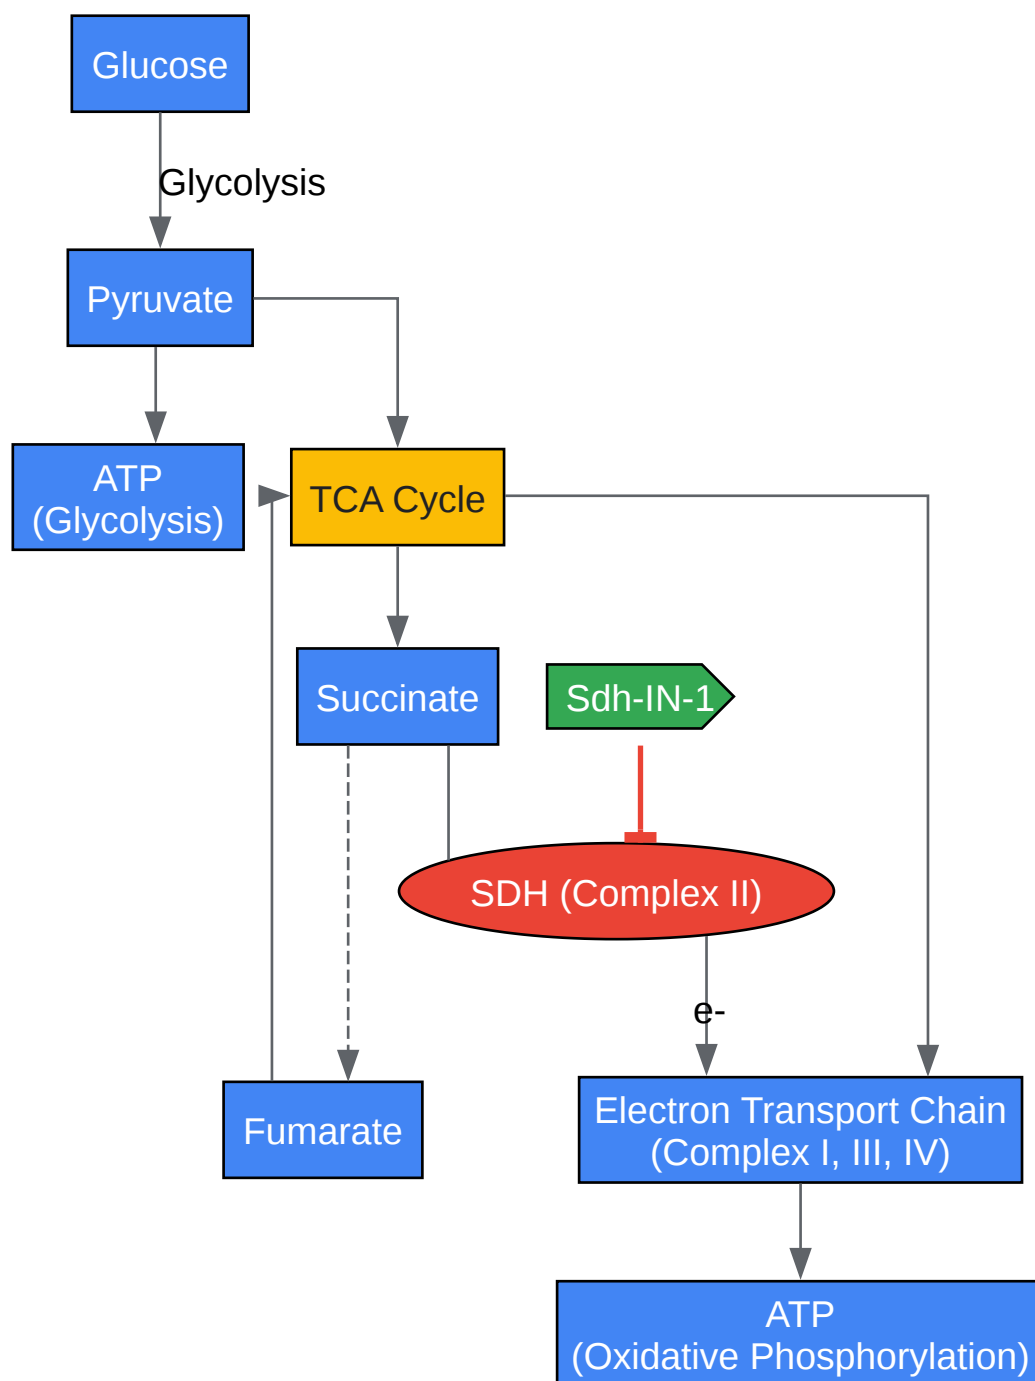 Glucose
Glycolysis
Pyruvate
ATP
(Glycolysis)
TCA Cycle
Succinate
Sdh-IN-1
SDH (Complex II)
e-
Fumarate
Electron Transport Chain
(Complex I, III, IV)
ATP
(Oxidative Phosphorylation)